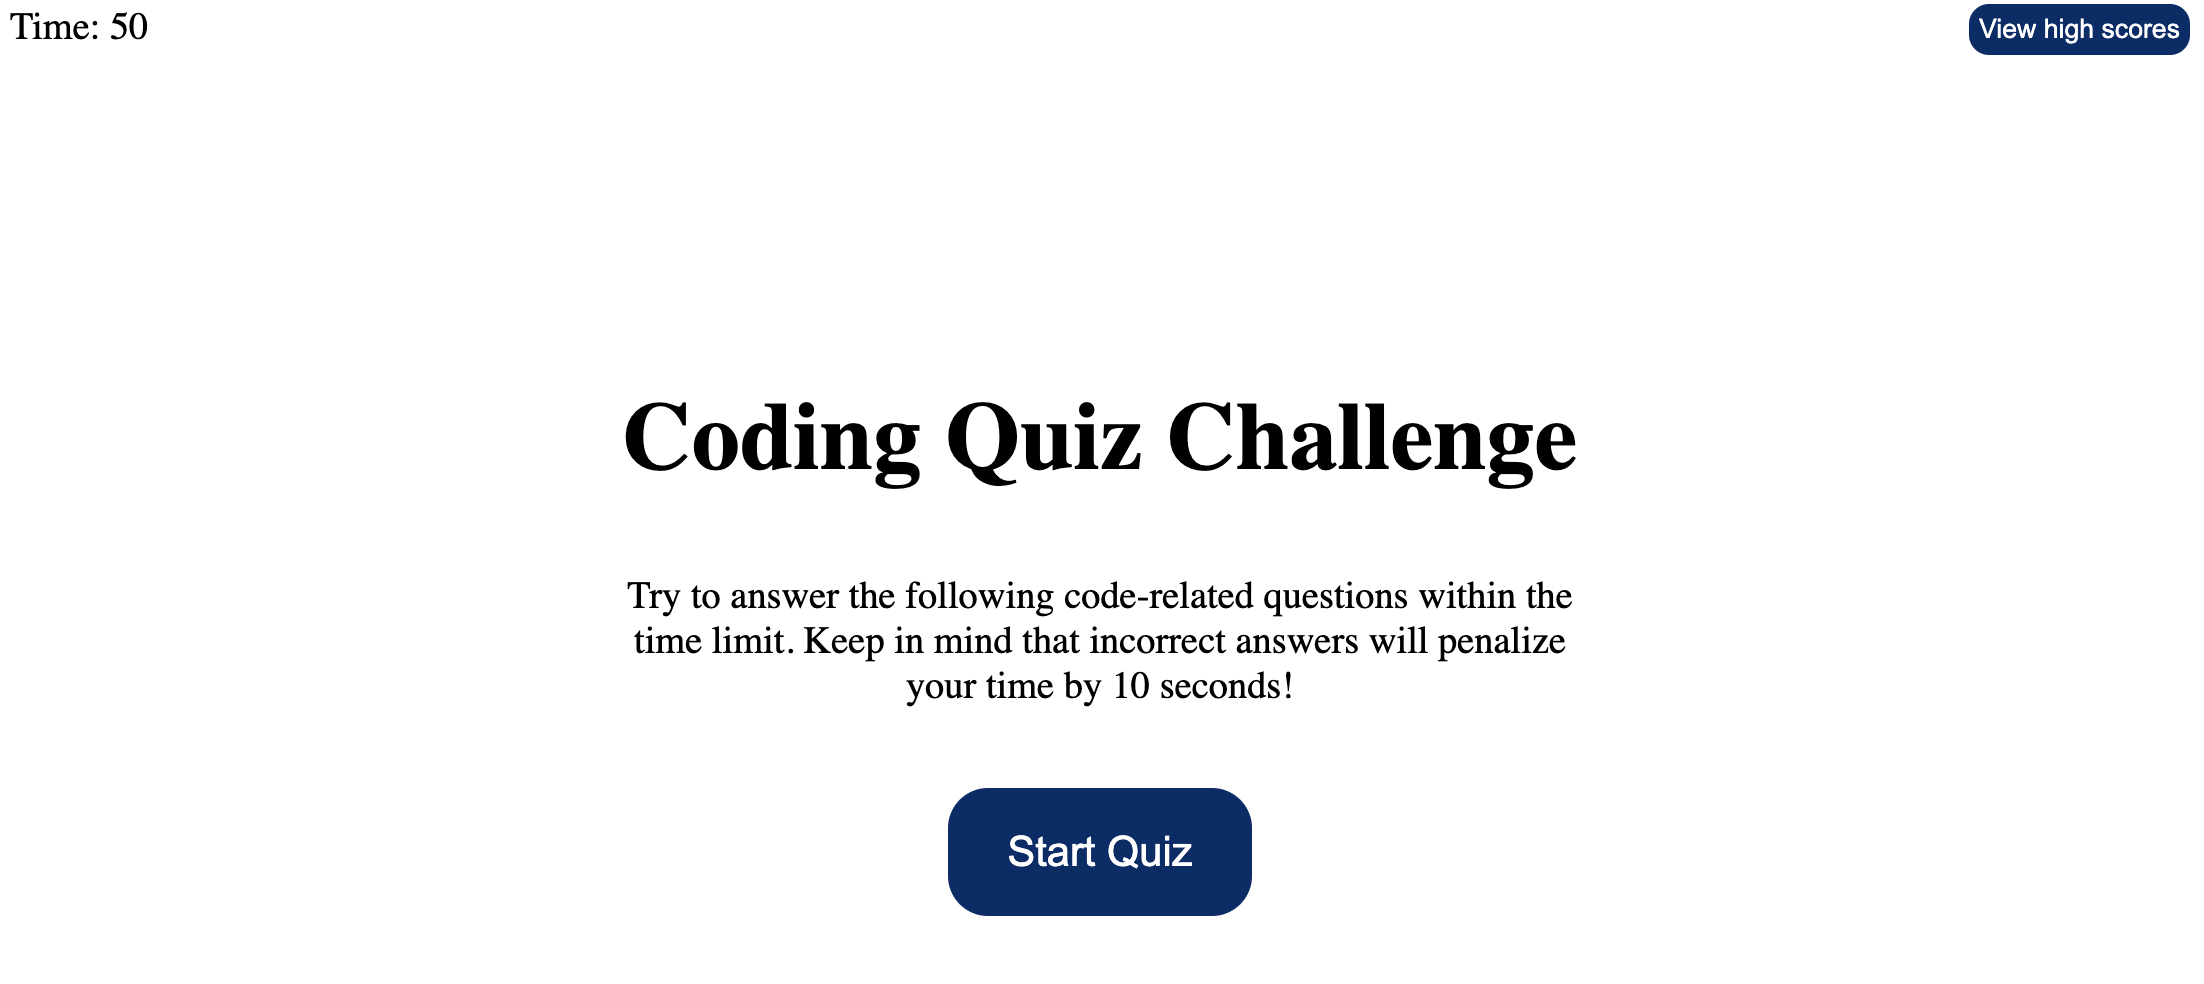 Time: 50
View high scores
Coding Quiz Challenge
Try to answer the following code-related questions within the
time limit. Keep in mind that incorrect answers will penalize
your time by 10 seconds!
Start Quiz